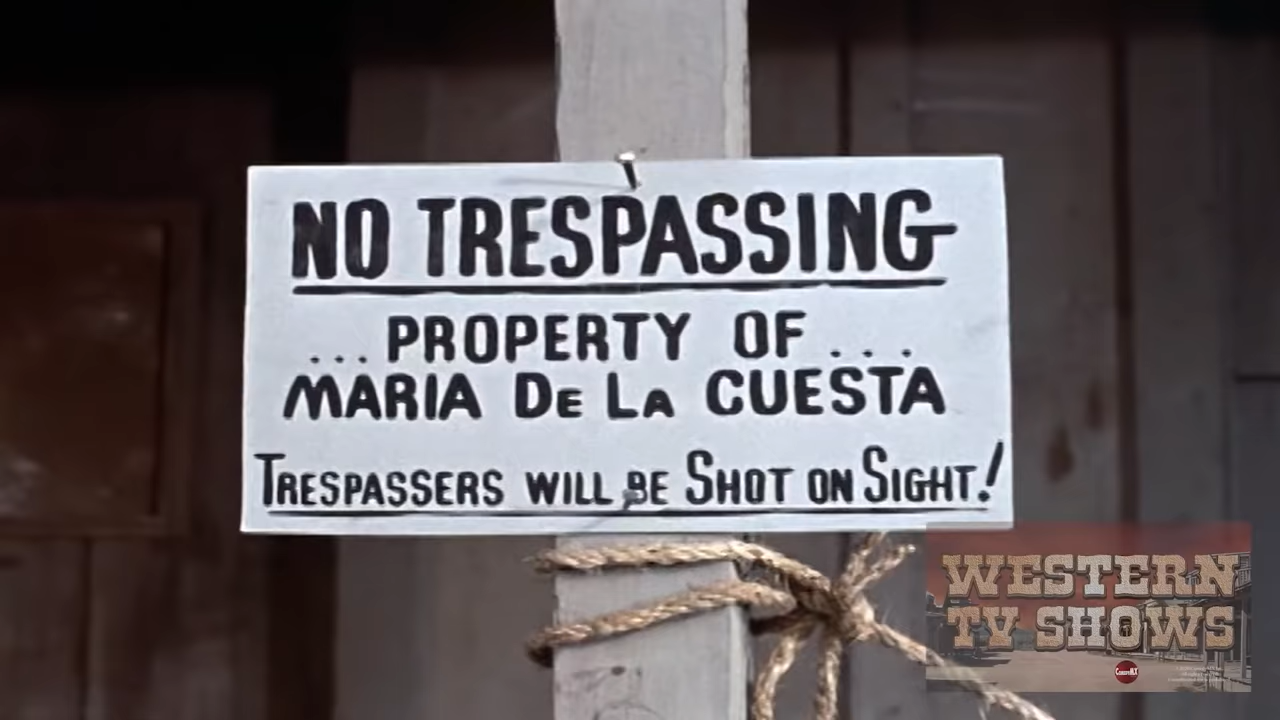 NO TRESPASSING
... PROPERTY OF ...
MARIA DE LA CUESTA
TRESPASSERS WILL BE SHOT ON SIGHT!
WESTERN
TV SHOWS